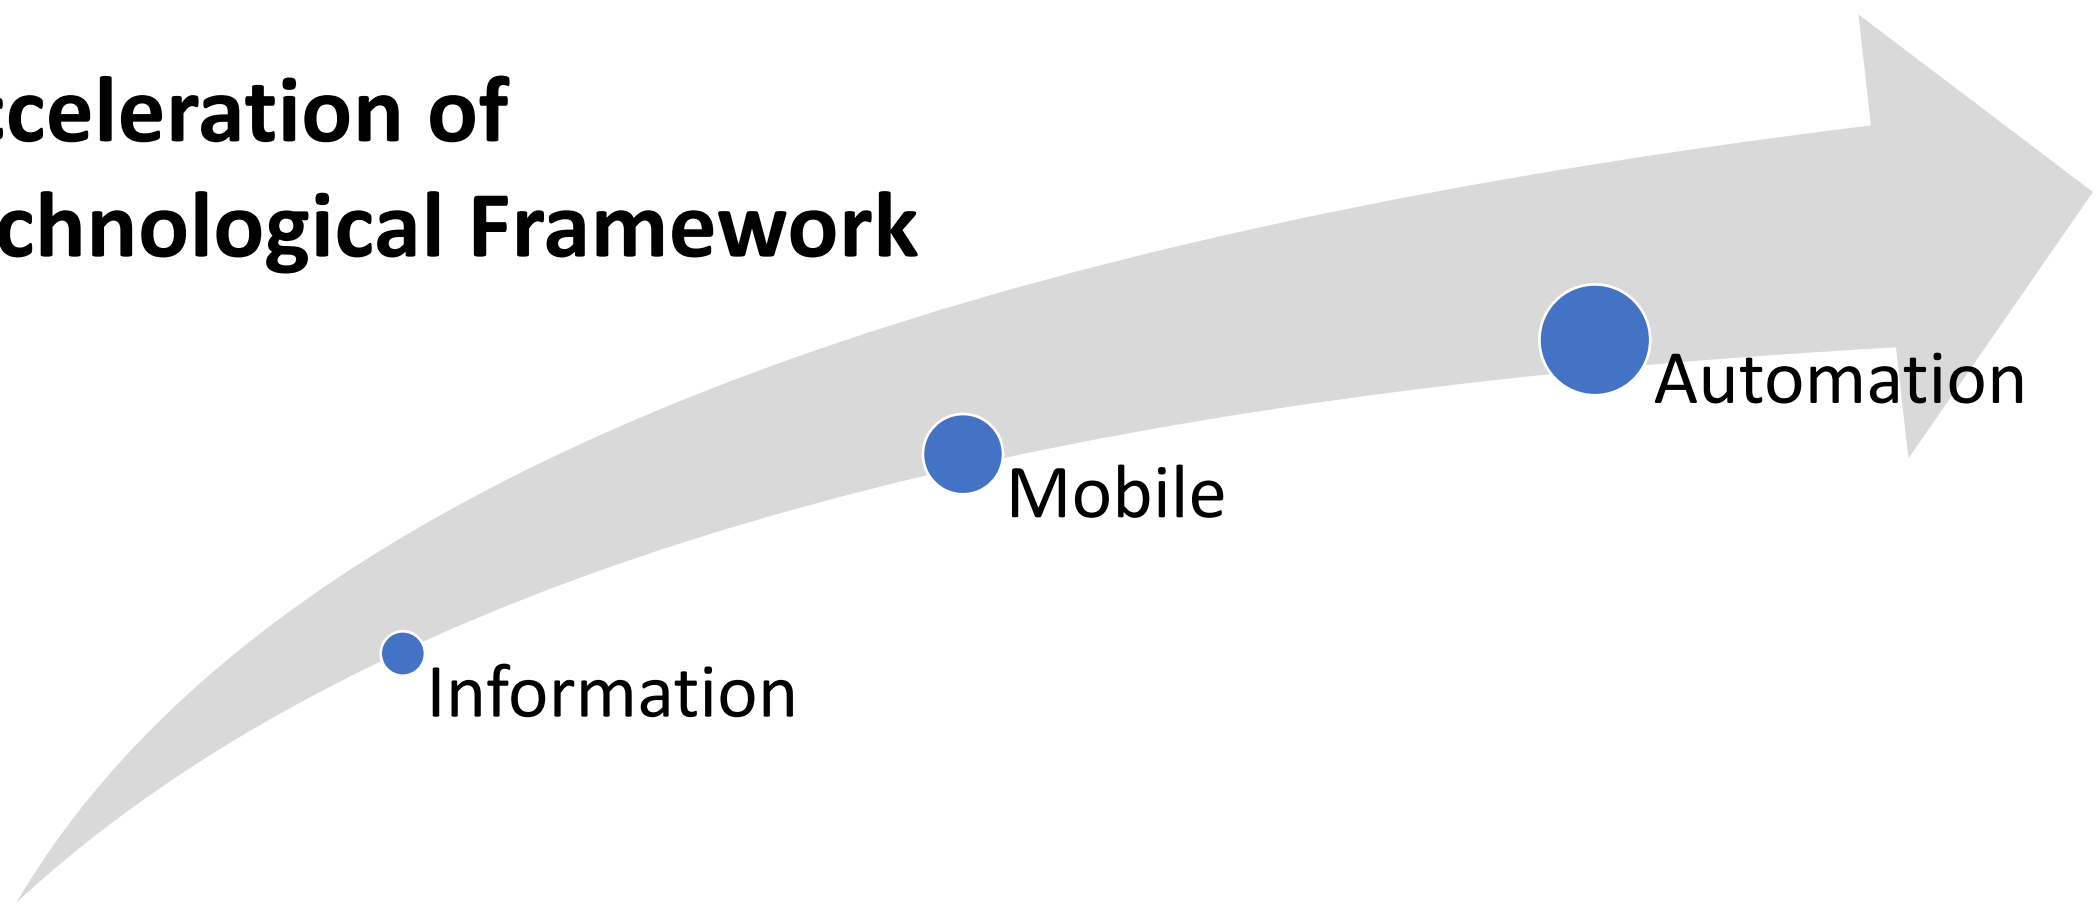 cceleration of
chnological Framework
Automation
Mobile
Information